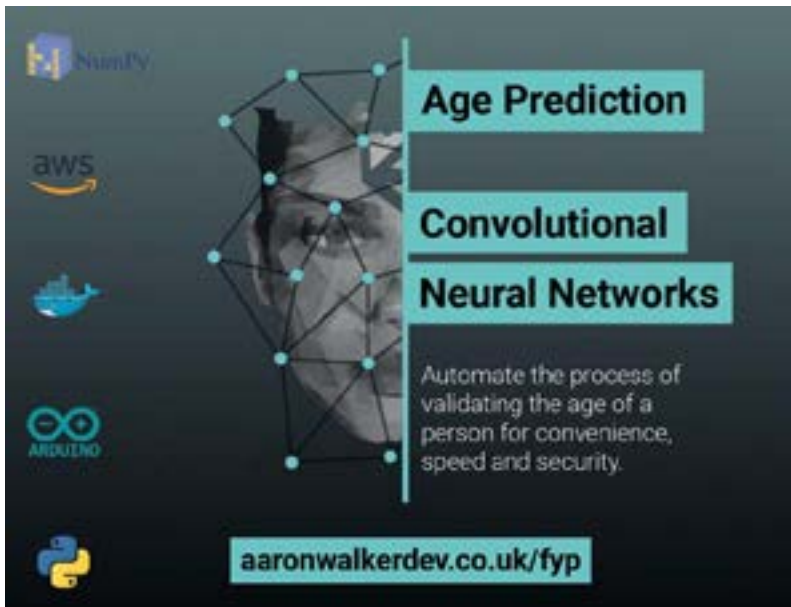 NumPy
aws
ARDUINO
Age Prediction
Convolutional
Neural Networks
Automate the process of
validating the age of a
person for convenience,
speed and security.
aaronwalkerdev.co.uk/fyp